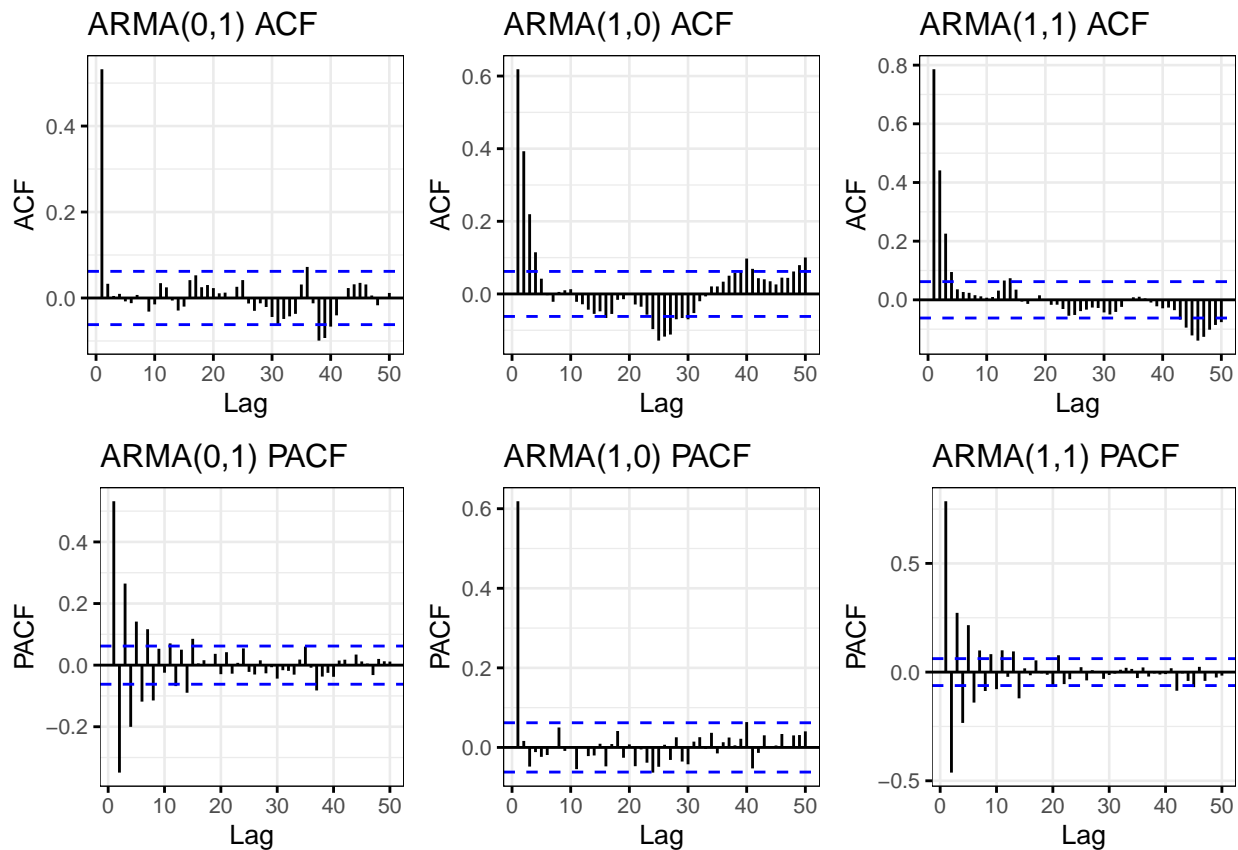 ARMA(0,1) ACF
ARMA(1,0) ACF
ARMA(1,1) ACF
0.4
0.2
0.0
ACF
0 10 20 30 40 50
Lag
0.6
0.4
0.2
0.0
ACF
0 10 20 30 40 50
Lag
0.8
0.6
0.4
0.2
0.0
ACF
0 10 20 30 40 50
Lag
ARMA(0,1) PACF
ARMA(1,0) PACF
ARMA(1,1) PACF
0.4
0.2
0.0
−0.2
PACF
0 10 20 30 40 50
Lag
0.6
0.4
0.2
0.0
PACF
0 10 20 30 40 50
Lag
0.5
0.0
−0.5
PACF
0 10 20 30 40 50
Lag